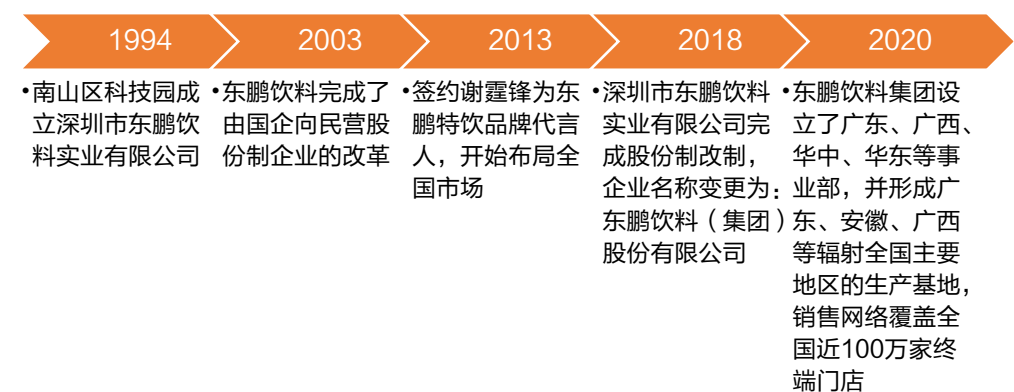 1994
2003
2013
2018
2020
•南山区科技园成
立深圳市东鹏饮
料实业有限公司
•东鹏饮料完成了
由国企向民营股
份制企业的改革
•签约谢霆锋为东
鹏特饮品牌代言
人，开始布局全
国市场
•深圳市东鹏饮料
实业有限公司完
成股份制改制，
企业名称变更为：
东鹏饮料（集团）
股份有限公司
•东鹏饮料集团设
立了广东、广西、
华中、华东等事
业部，并形成广
东、安徽、广西
等辐射全国主要
地区的生产基地，
销售网络覆盖全
国近100万家终
端门店